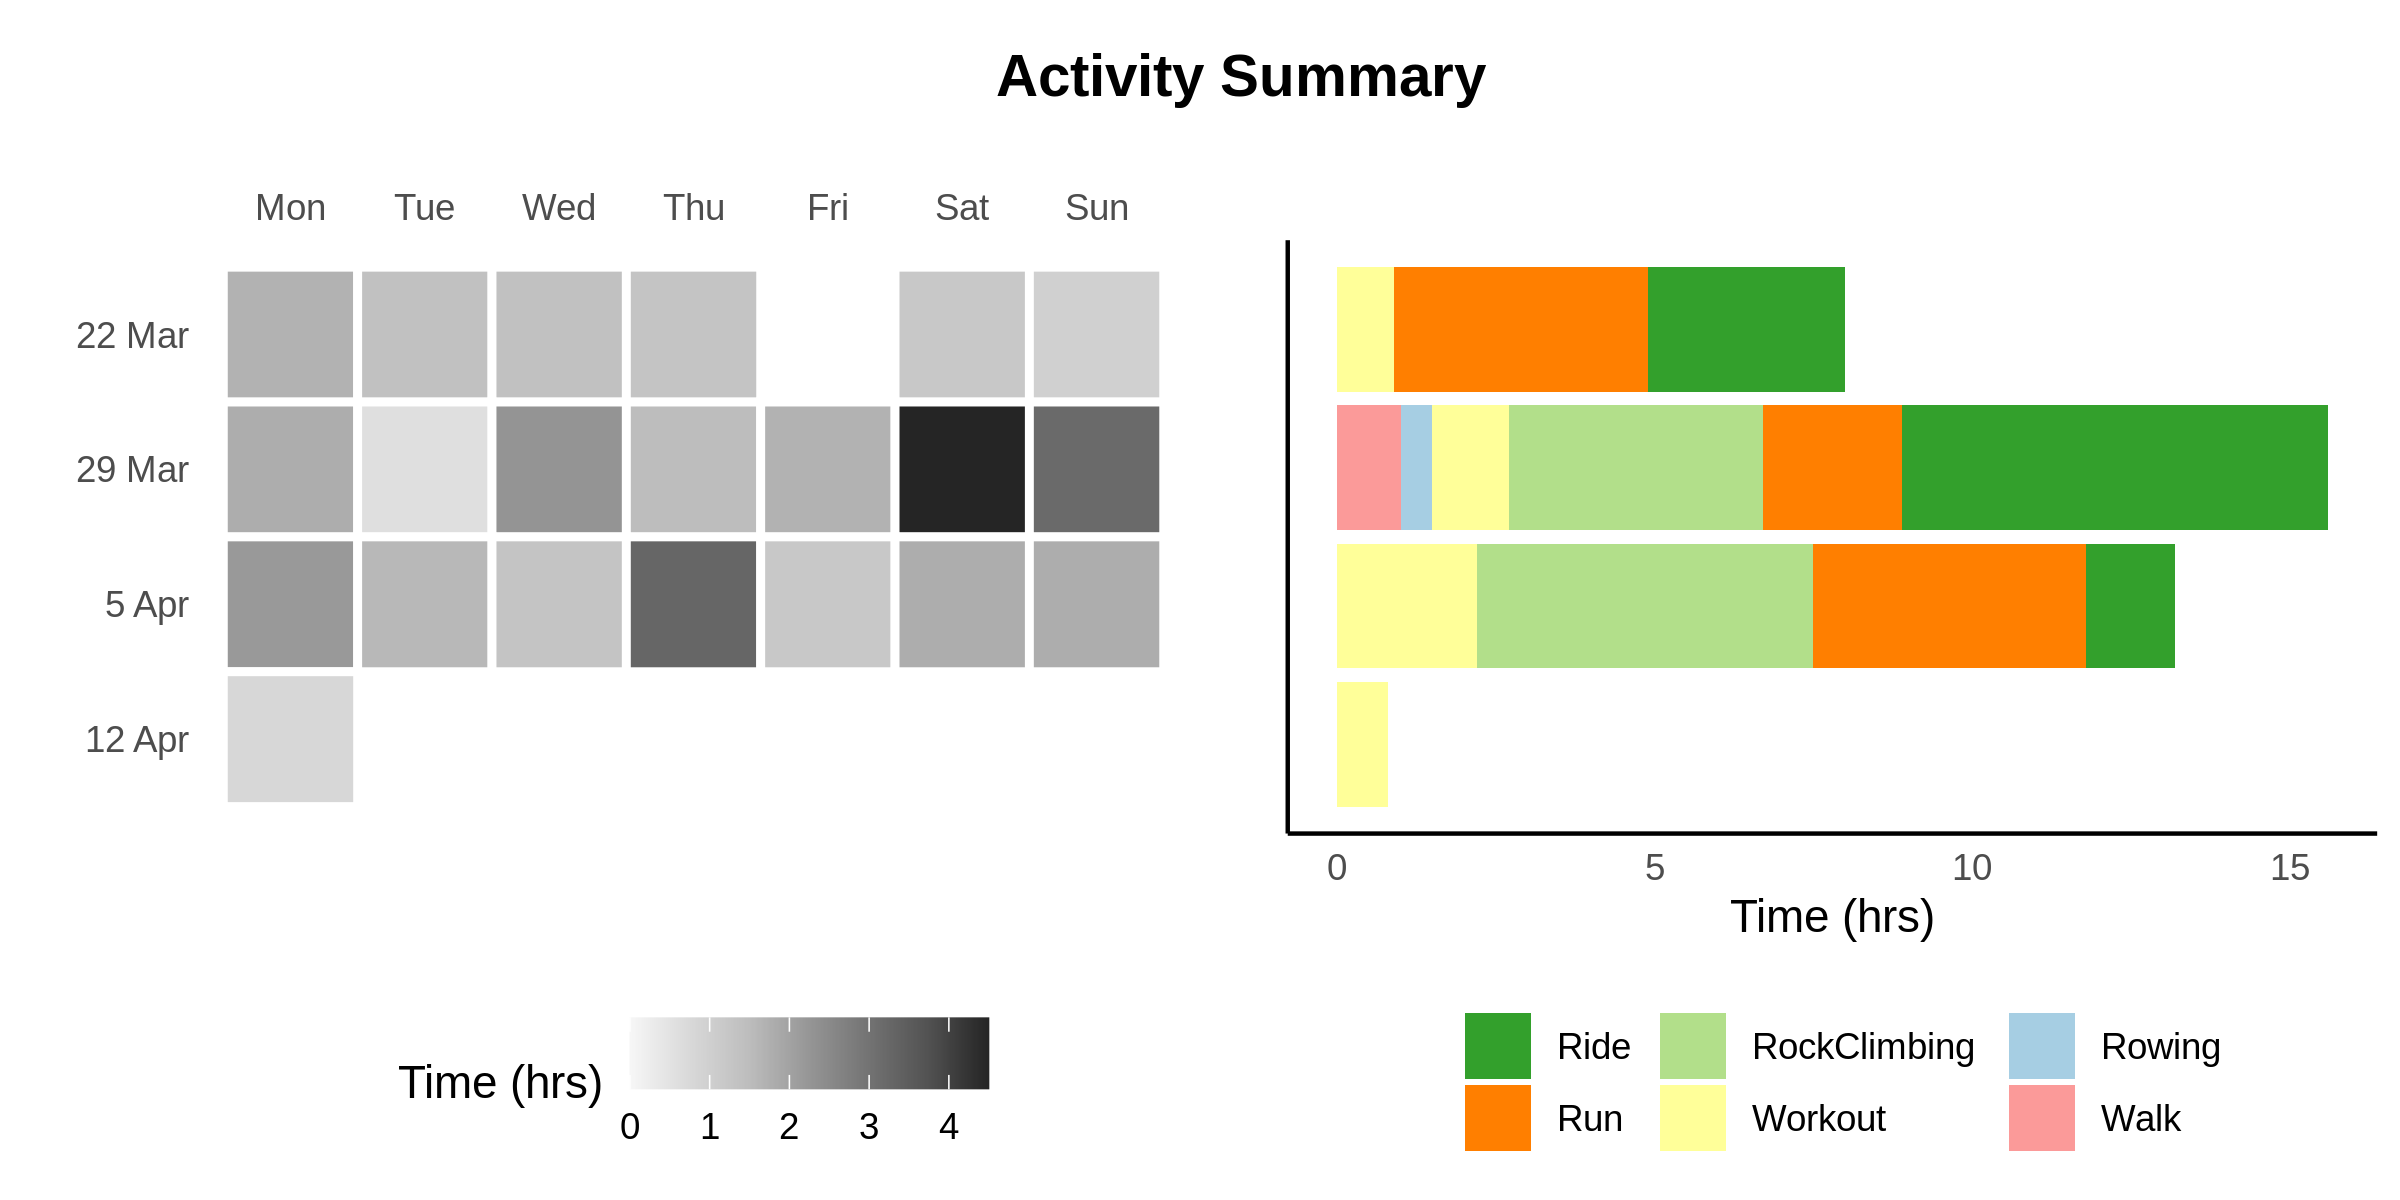 Activity Summary
Mon Tue Wed Thu Fri Sat Sun
22 Mar
29 Mar
5 Apr
12 Apr
0 5 10 15
Time (hrs)
Time (hrs)
0 1 2 3 4
Ride RockClimbing Rowing
Run Workout Walk